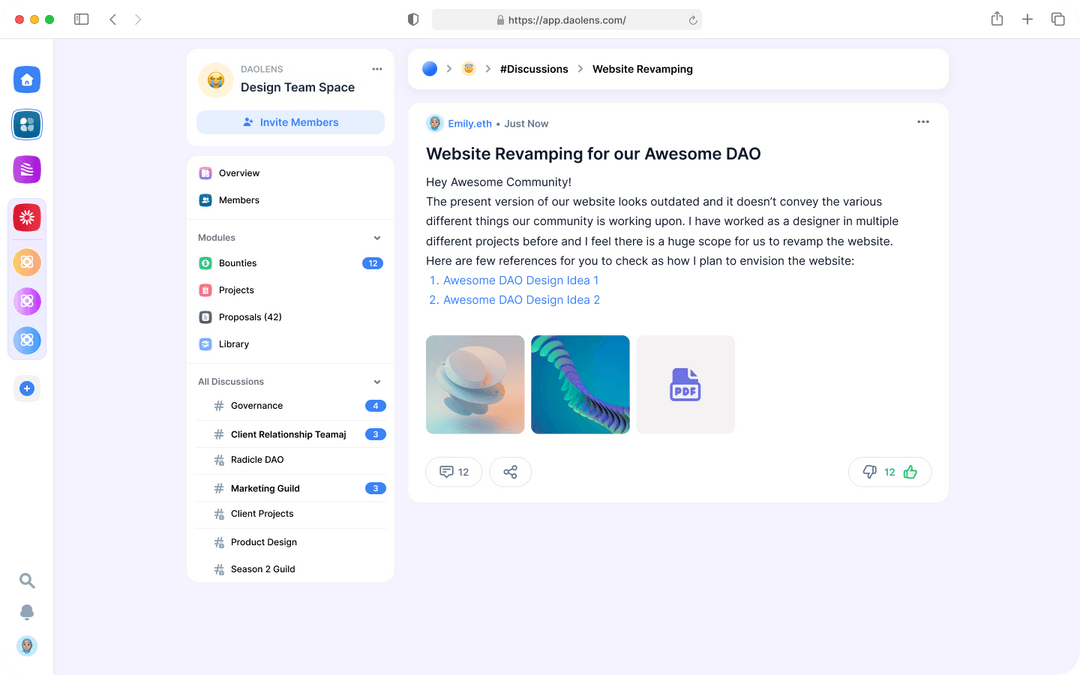 https://app.daolens.com/
DAOLENS
Design Team Space
Invite Members
Overview
Members
Modules
Bounties 12
Projects
Proposals (42)
Library
All Discussions
Governance 4
Client Relationship Teamaj 3
Radicle DAO
Marketing Guild 3
Client Projects
Product Design
Season 2 Guild
#Discussions > Website Revamping
Emily.eth • Just Now
Website Revamping for our Awesome DAO
Hey Awesome Community!
The present version of our website looks outdated and it doesn’t convey the various
different things our community is working upon. I have worked as a designer in multiple
different projects before and I feel there is a huge scope for us to revamp the website.
Here are few references for you to check as how I plan to envision the website:
1. Awesome DAO Design Idea 1
2. Awesome DAO Design Idea 2
PDF
12
12